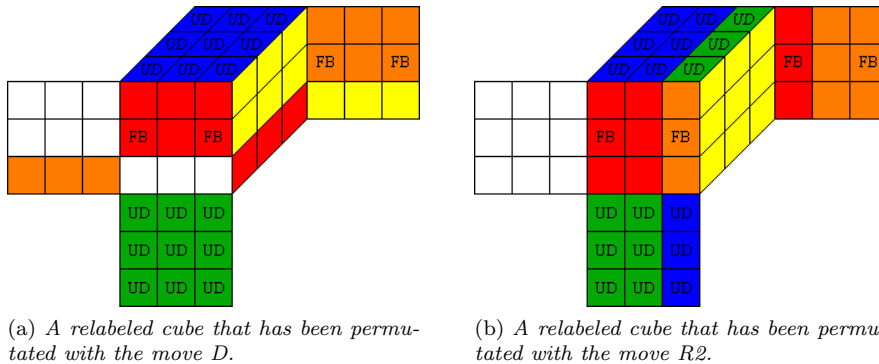 UD UD UD
UD UD UD
UD UD UD
FB FB
FB FB
UD UD UD
UD UD UD
UD UD UD
(a) A relabeled cube that has been permu-
tated with the move D.
UD UD UD
UD UD UD
UD UD UD
FB FB
FB FB
UD UD UD
UD UD UD
UD UD UD
(b) A relabeled cube that has been permu
tated with the move R2.